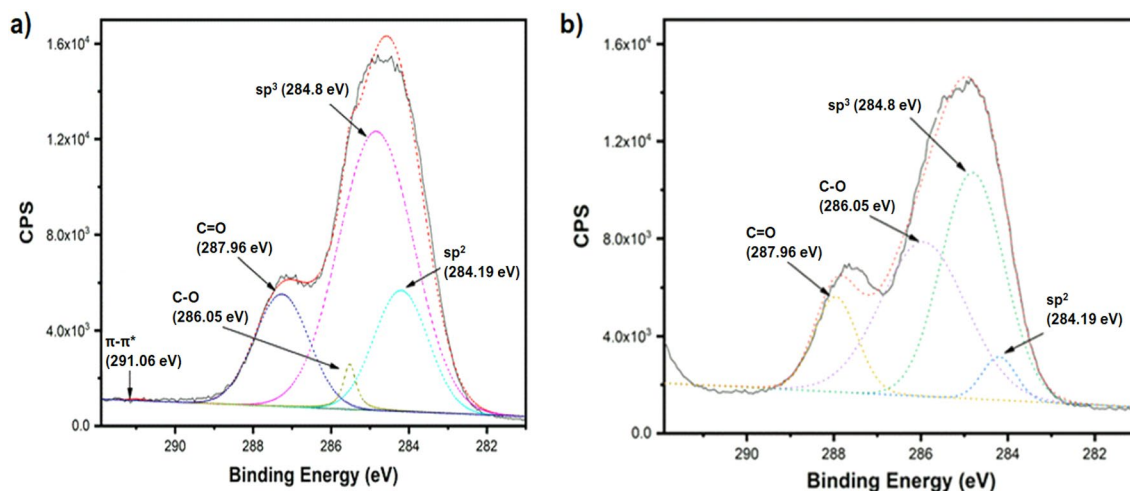 a)
CPS
1.6x10⁴
1.2x10⁴
8.0x10³
4.0x10³
0.0
sp³ (284.8 eV)
C=O
(287.96 eV)
sp²
(284.19 eV)
C-O
(286.05 eV)
π-π*
(291.06 eV)
290
288
286
284
282
Binding Energy (eV)
b)
CPS
1.6x10⁴
1.2x10⁴
8.0x10³
4.0x10³
0.0
sp³ (284.8 eV)
C-O
(286.05 eV)
C=O
(287.96 eV)
sp²
(284.19 eV)
290
288
286
284
282
Binding Energy (eV)